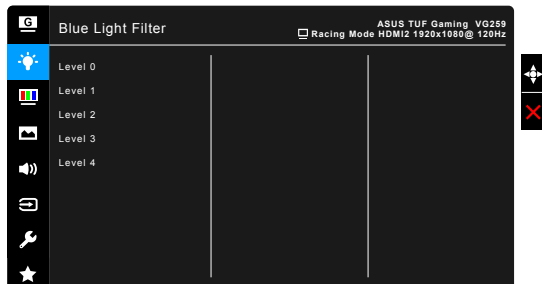 G
Blue Light Filter
ASUS TUF Gaming VG259
Racing Mode HDMI2 1920x1080@ 120Hz
Level 0
Level 1
Level 2
Level 3
Level 4